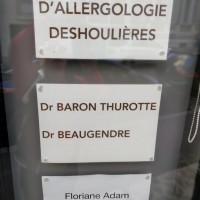 D'ALLERGOLOGIE
DESHOULIÈRES
Dr BARON THUROTTE
Dr BEAUGENDRE
Floriane Adam